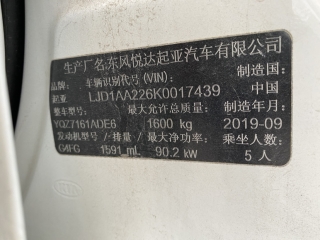 生产厂名:东风悦达起亚汽车有限公司
品牌: 车辆识别代号(VIN): 制造国:
起亚 LJD1AA226K0017439 中国
整车型号: 最大允许总质量: 制造年月:
YQZ7161ADE6 1600 kg 2019-09
发动机型号/排量/最大净功率: 乘坐人数:
G4FG 1591 mL 90.2 kW 5 人